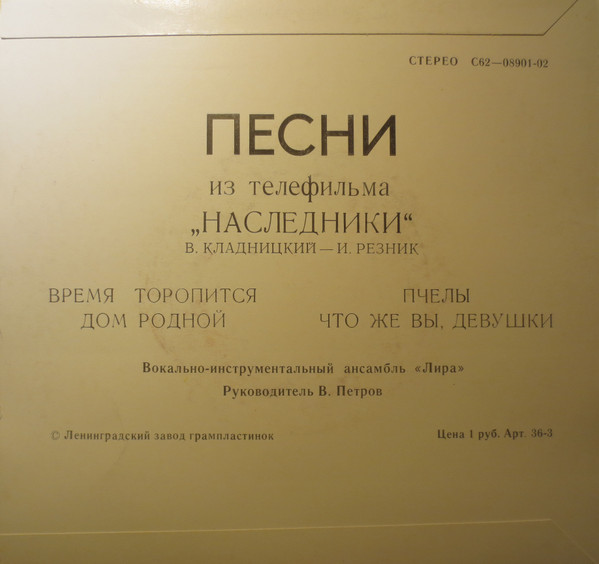 СТЕРЕО С62—08901-02
ПЕСНИ
из телефильма
„НАСЛЕДНИКИ“
В. КЛАДНИЦКИЙ — И. РЕЗНИК
ВРЕМЯ ТОРОПИТСЯ
ДОМ РОДНОЙ
ПЧЕЛЫ
ЧТО ЖЕ ВЫ, ДЕВУШКИ
Вокально-инструментальный ансамбль «Лира»
Руководитель В. Петров
© Ленинградский завод грампластинок
Цена 1 руб. Арт. 36-3